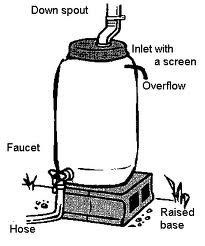 Down spout
Inlet with
a screen
Overflow
Faucet
Hose
Raised
base